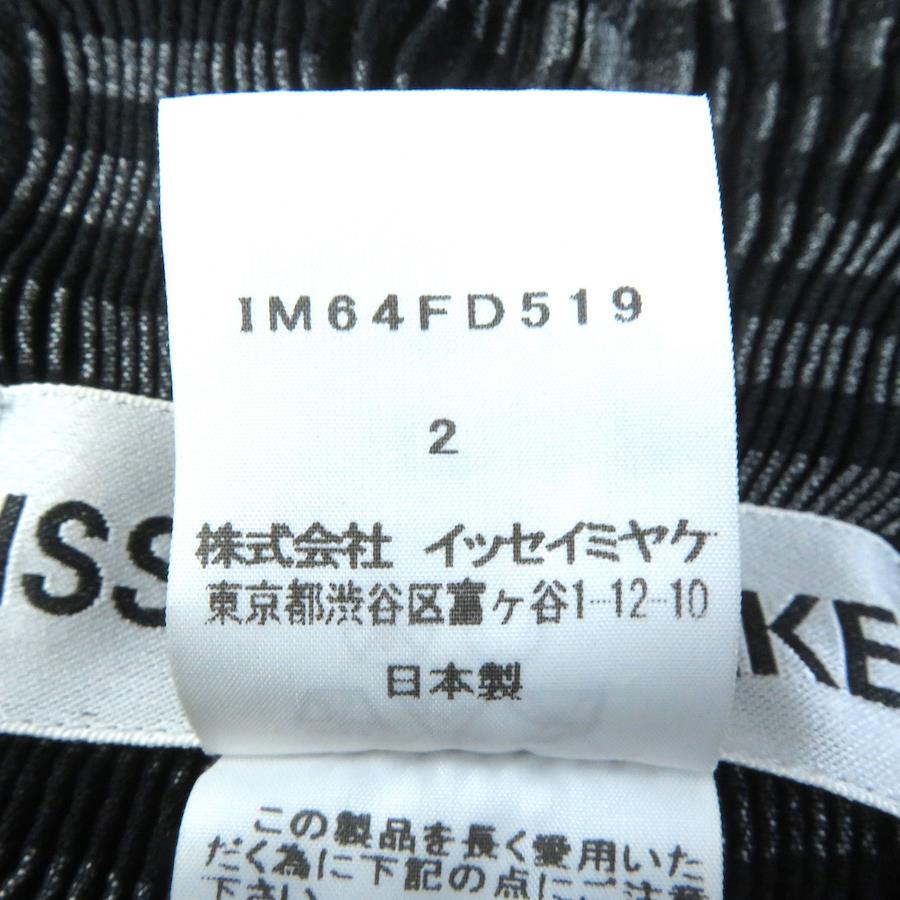 IM64FD519
2
株式会社 イッセイミヤケ
東京都渋谷区富ヶ谷1-12-10
日本製
ISS KE
この製品を長く愛用いた
だく為に下記の点にご注意
下さい